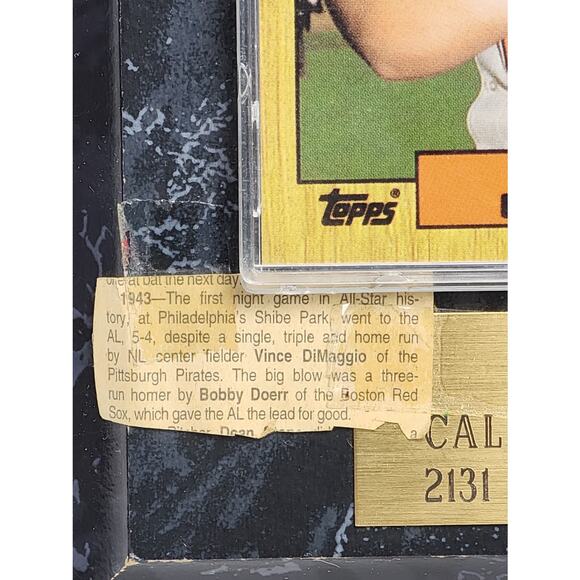 Topps®
one at bat the next day.
1943—The first night game in All-Star his-
tory, at Philadelphia's Shibe Park, went to the
AL, 5-4, despite a single, triple and home run
by NL center fielder Vince DiMaggio of the
Pittsburgh Pirates. The big blow was a three-
run homer by Bobby Doerr of the Boston Red
Sox, which gave the AL the lead for good.
Dean a
CAL
2131